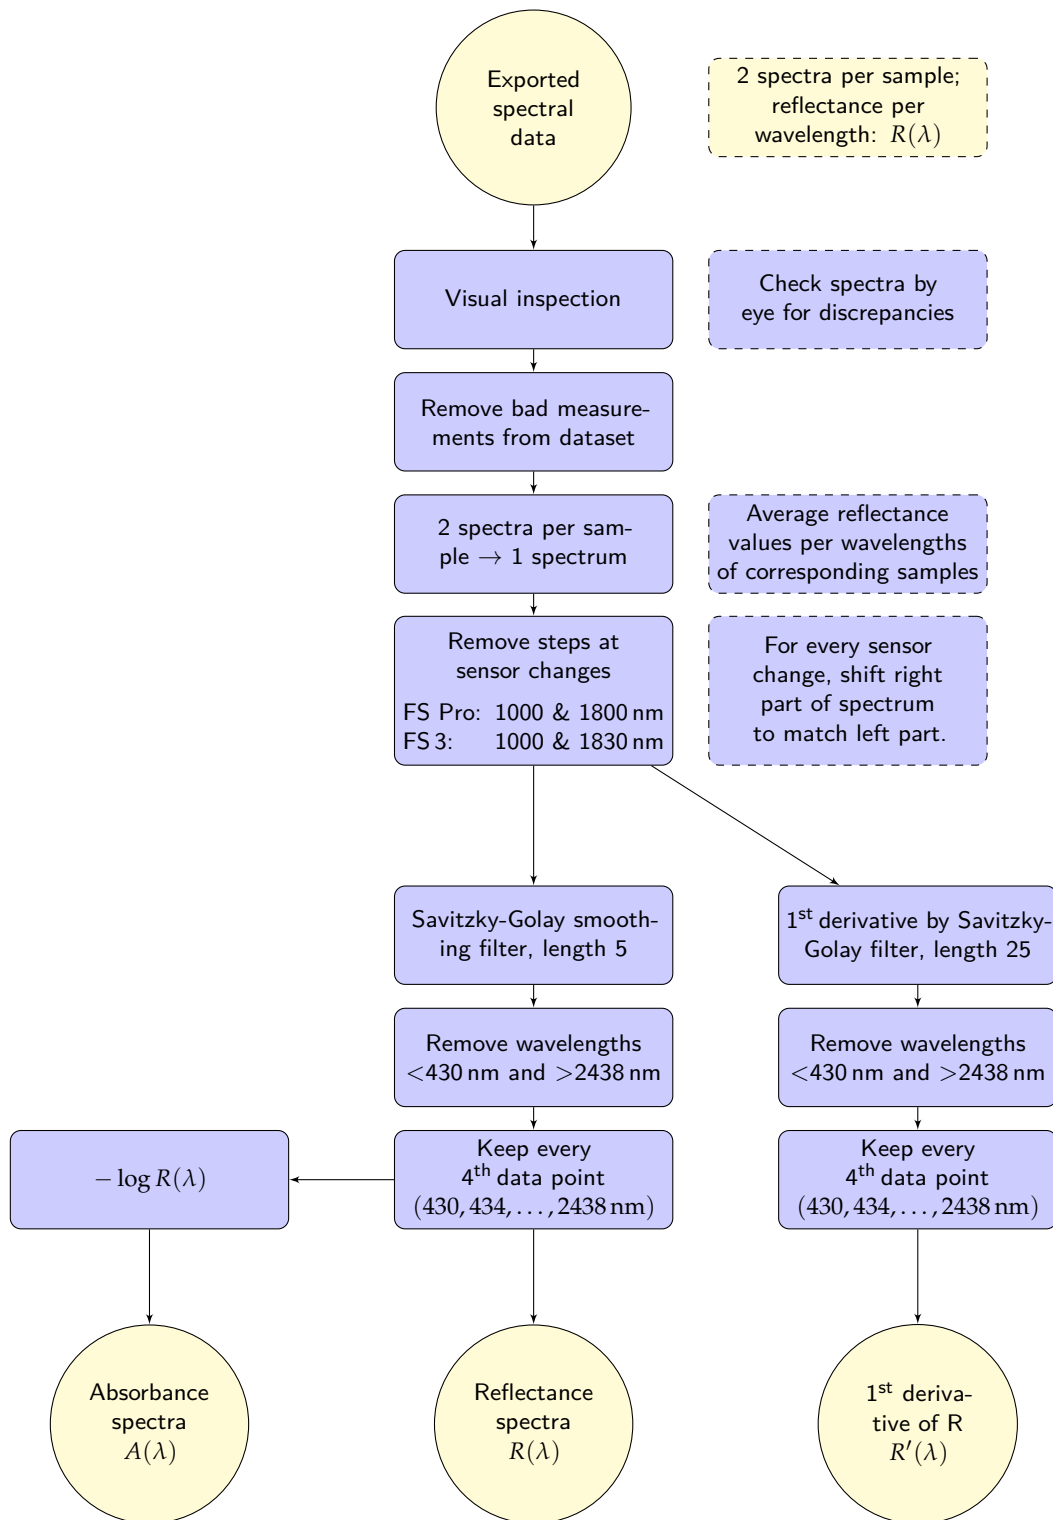 Exported
spectral
data
2 spectra per sample;
reflectance per
wavelength: R(λ)
Visual inspection
Check spectra by
eye for discrepancies
Remove bad measure-
ments from dataset
2 spectra per sam-
ple → 1 spectrum
Average reflectance
values per wavelengths
of corresponding samples
Remove steps at
sensor changes
FS Pro: 1000 & 1800 nm
FS 3: 1000 & 1830 nm
For every sensor
change, shift right
part of spectrum
to match left part.
Savitzky-Golay smooth-
ing filter, length 5
1st derivative by Savitzky-
Golay filter, length 25
Remove wavelengths
<430 nm and >2438 nm
Remove wavelengths
<430 nm and >2438 nm
− log R(λ)
Keep every
4th data point
(430, 434, . . . , 2438 nm)
Keep every
4th data point
(430, 434, . . . , 2438 nm)
Absorbance
spectra
A(λ)
Reflectance
spectra
R(λ)
1st deriva-
tive of R
R′(λ)